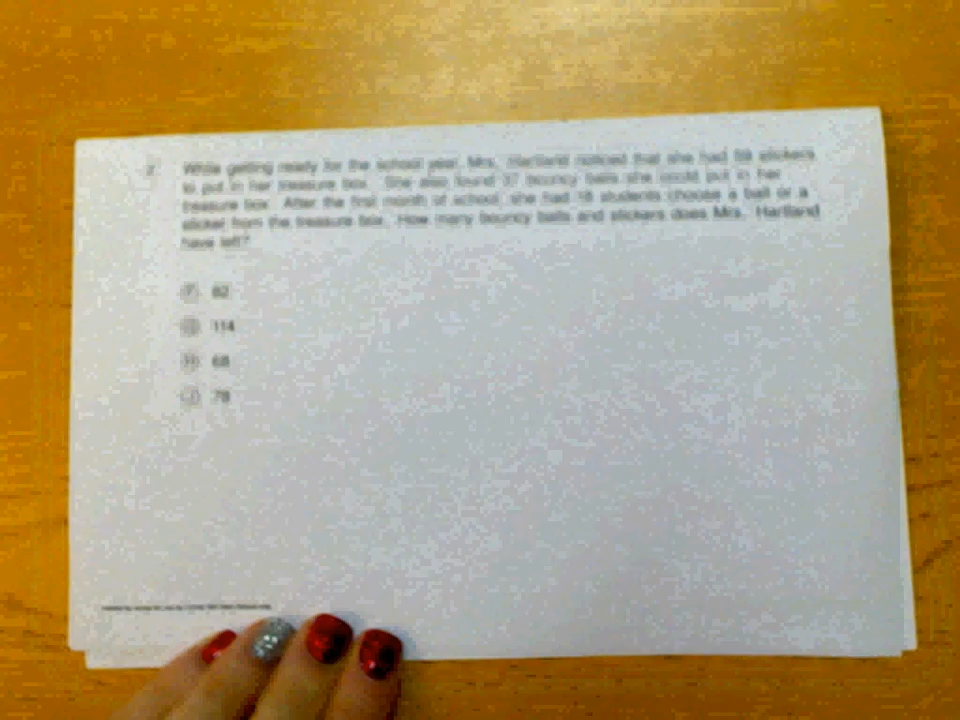 2. While getting ready for the school year, Mrs. Hartland noticed that she had 59 stickers
to put in her treasure box. She also found 37 bouncy balls she could put in her
treasure box. After the first month of school, she had 18 students choose a ball or a
sticker from the treasure box. How many bouncy balls and stickers does Mrs. Hartland
have left?
F 82
G 114
H 68
J 78